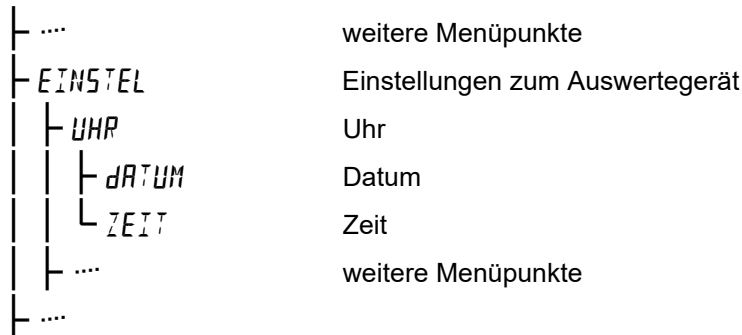 ···· weitere Menüpunkte
EINSTEL Einstellungen zum Auswertegerät
UHR Uhr
dATUM Datum
ZEIT Zeit
···· weitere Menüpunkte
····